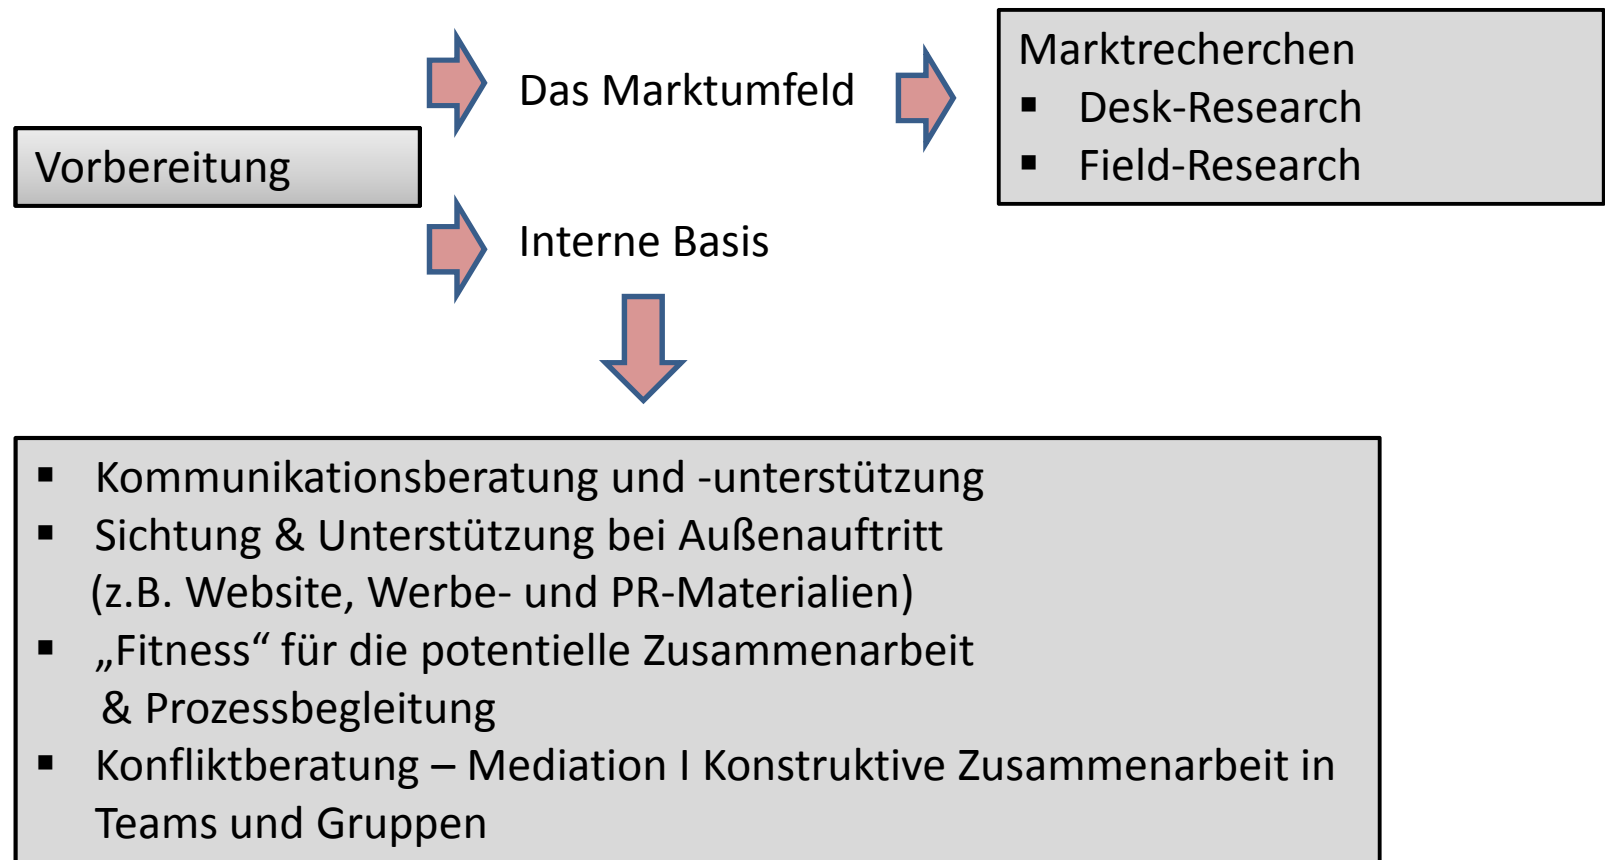 Vorbereitung
Das Marktumfeld
Marktrecherchen
▪ Desk-Research
▪ Field-Research
Interne Basis
▪ Kommunikationsberatung und -unterstützung
▪ Sichtung & Unterstützung bei Außenauftritt
(z.B. Website, Werbe- und PR-Materialien)
▪ „Fitness“ für die potentielle Zusammenarbeit
& Prozessbegleitung
▪ Konfliktberatung – Mediation I Konstruktive Zusammenarbeit in
Teams und Gruppen